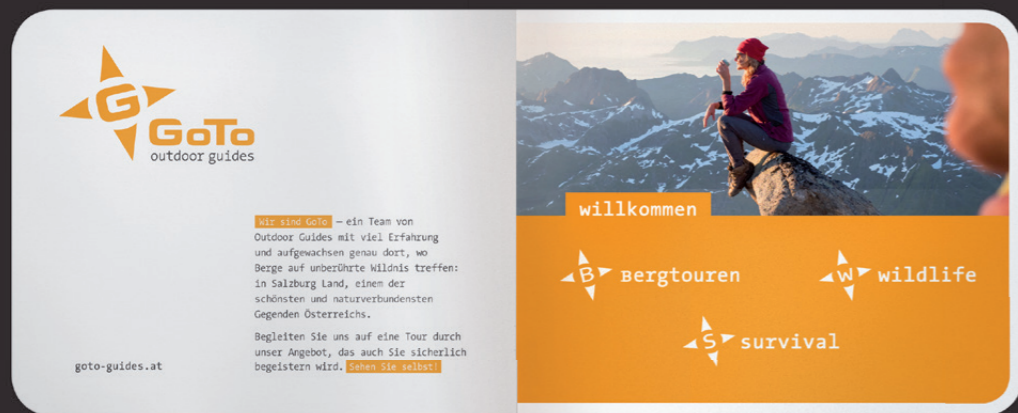 G
GoTo
outdoor guides
Wir sind GoTo – ein Team von
Outdoor Guides mit viel Erfahrung
und aufgewachsen genau dort, wo
Berge auf unberührte Wildnis treffen:
in Salzburg Land, einem der
schönsten und naturverbundensten
Gegenden Österreichs.
Begleiten Sie uns auf eine Tour durch
unser Angebot, das auch Sie sicherlich
begeistern wird. Sehen Sie selbst!
goto-guides.at
willkommen
B Bergtouren
W wildlife
S survival